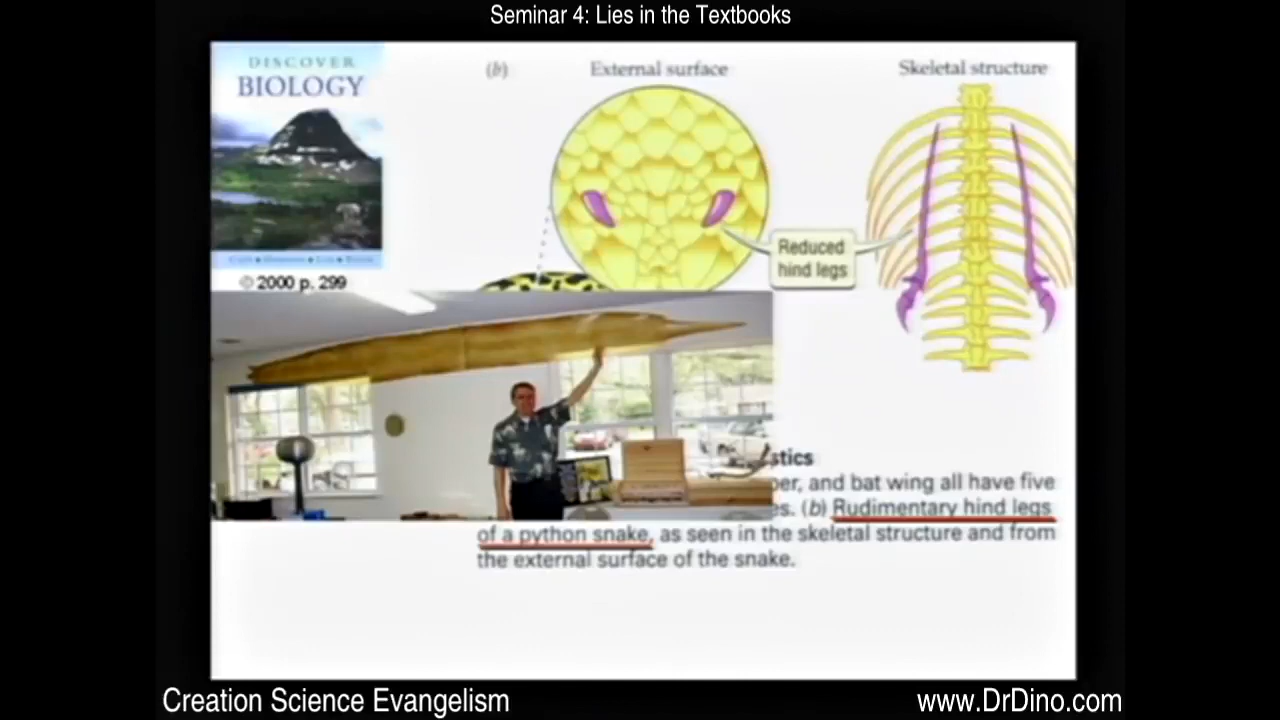 Seminar 4: Lies in the Textbooks
DISCOVER
BIOLOGY
© 2000 p. 299
(b)
External surface
Skeletal structure
Reduced
hind legs
stics
per, and bat wing all have five
es. (b) Rudimentary hind legs
of a python snake, as seen in the skeletal structure and from
the external surface of the snake.
Creation Science Evangelism
www.DrDino.com